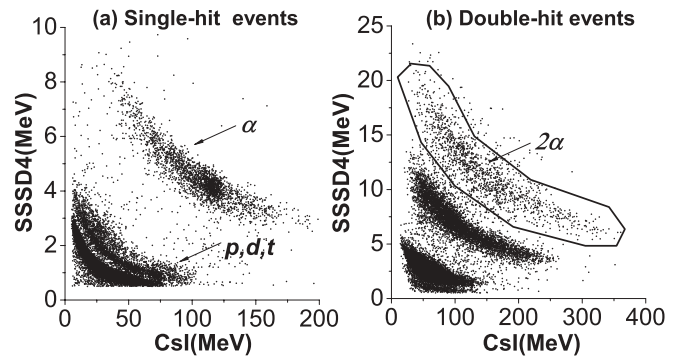 (a) Single-hit events
SSSD4(MeV)
10
8
6
4
2
0
α
p,d,t
0 50 100 150 200
CsI(MeV)
(b) Double-hit events
SSSD4(MeV)
25
20
15
10
5
0
2α
0 100 200 300 400
CsI(MeV)